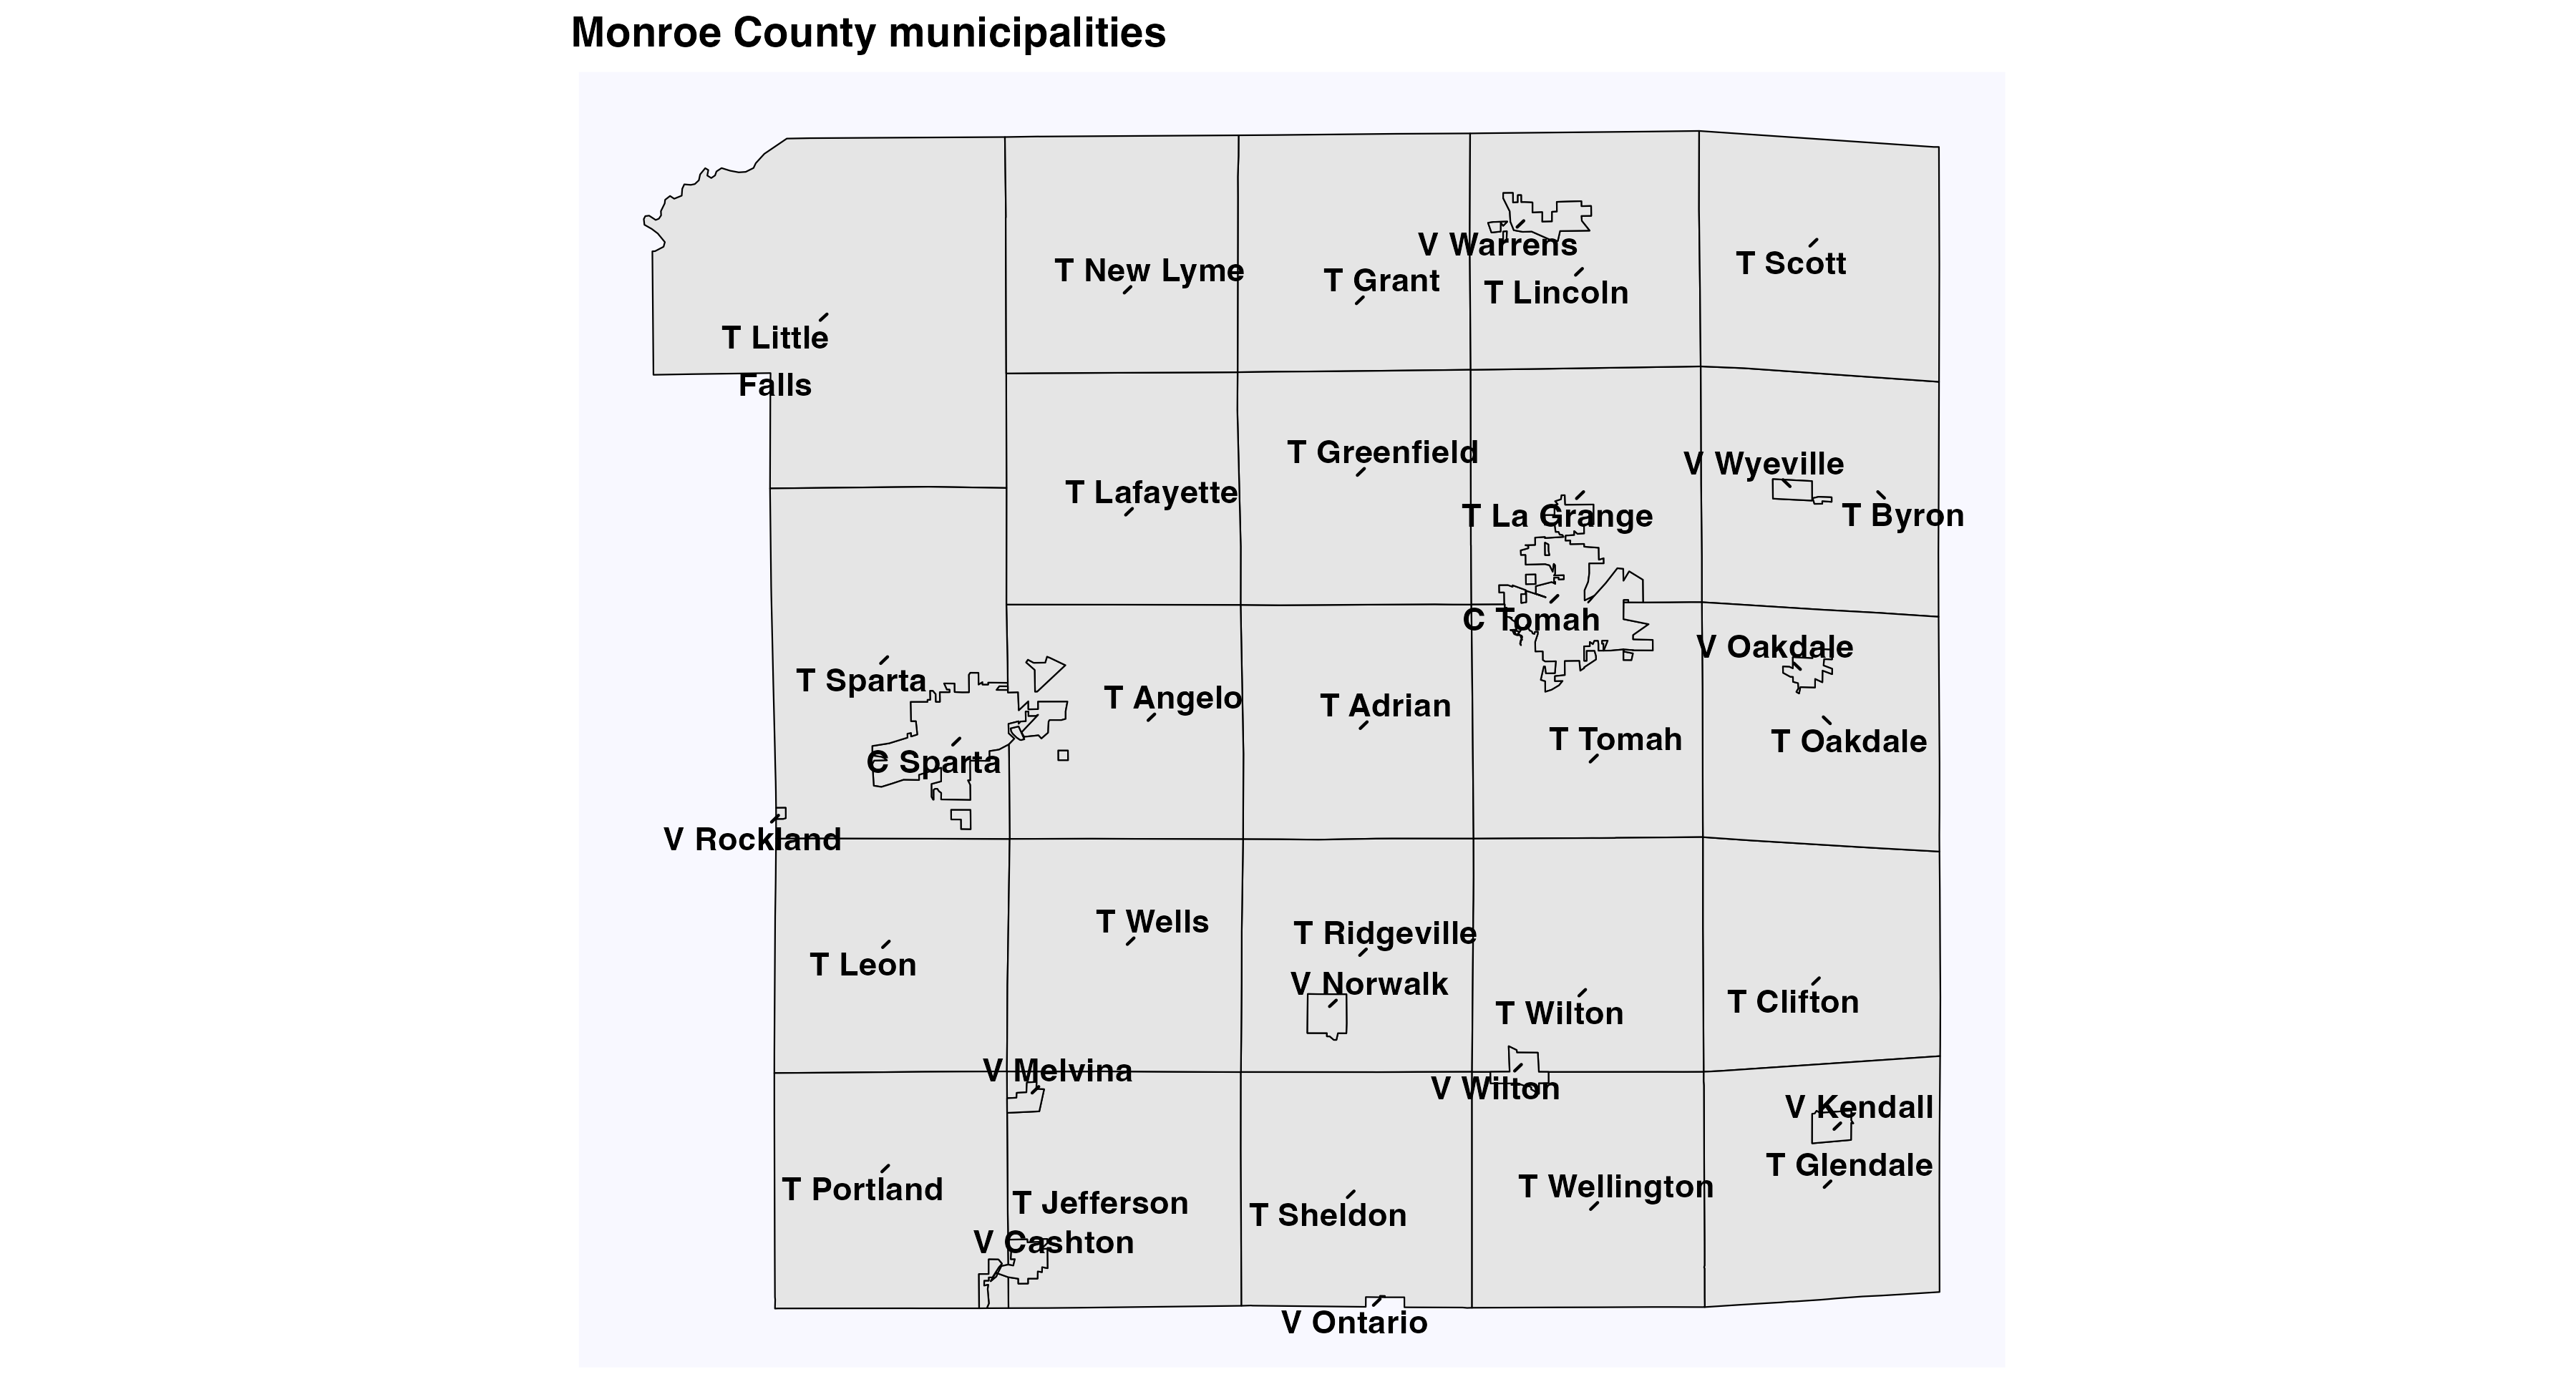 Monroe County municipalities
V Warrens
T Scott
T New Lyme
T Grant
T Lincoln
T Little
Falls
T Greenfield
V Wyeville
T Lafayette
T La Grange
T Byron
C Tomah
V Oakdale
T Sparta
T Angelo
T Adrian
T Tomah
T Oakdale
C Sparta
V Rockland
T Wells
T Ridgeville
T Leon
V Norwalk
T Clifton
T Wilton
V Melvina
V Wilton
V Kendall
T Glendale
T Portland
T Wellington
T Jefferson
T Sheldon
V Cashton
V Ontario